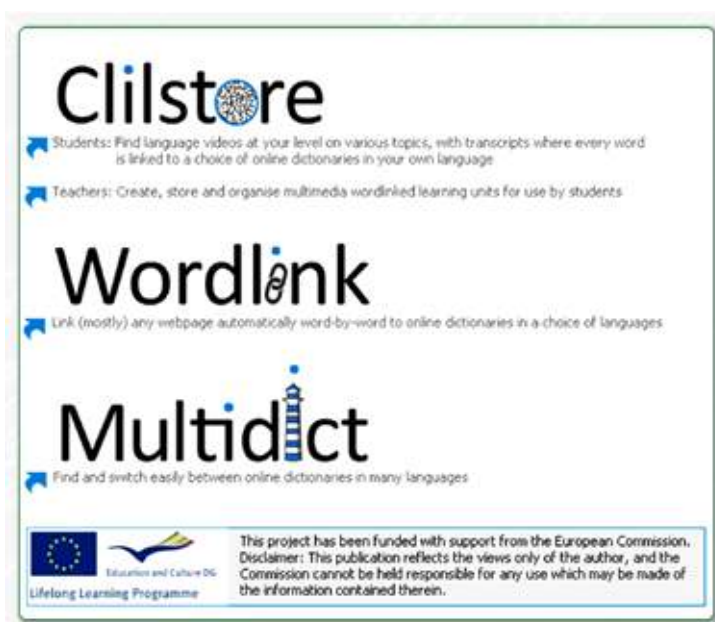 Clilstore
Students: Find language videos at your level on various topics, with transcripts where every word
is linked to a choice of online dictionaries in your own language
Teachers: Create, store and organise multimedia wordlinked learning units for use by students
Wordlink
Link (mostly) any webpage automatically word-by-word to online dictionaries in a choice of languages
Multidict
Find and switch easily between online dictionaries in many languages
Education and Culture DG
Lifelong Learning Programme
This project has been funded with support from the European Commission.
Disclaimer: This publication reflects the views only of the author, and the
Commission cannot be held responsible for any use which may be made of
the information contained therein.